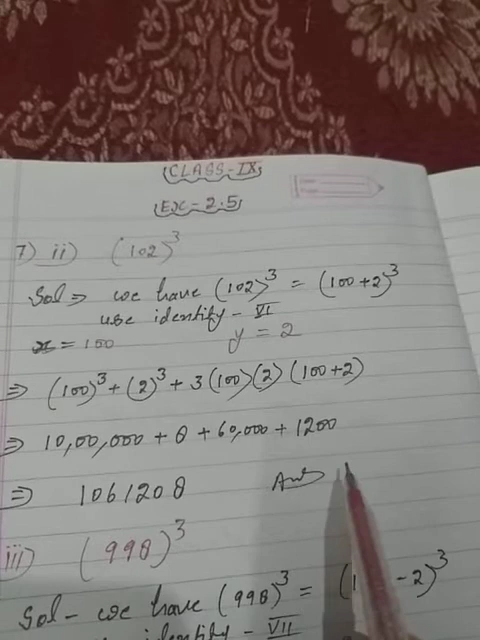 CLASS-IX
EX-2.5
7) ii) (102)³
Sol ⇒ we have (102)³ = (100+2)³
use identify - VI
x = 100 y = 2
⇒ (100)³ + (2)³ + 3(100)(2)(100+2)
⇒ 10,00,000 + 8 + 60,000 + 1200
⇒ 1061208 Ans
iii) (998)³
Sol - we have (998)³ = ( -2)³
identify - VII